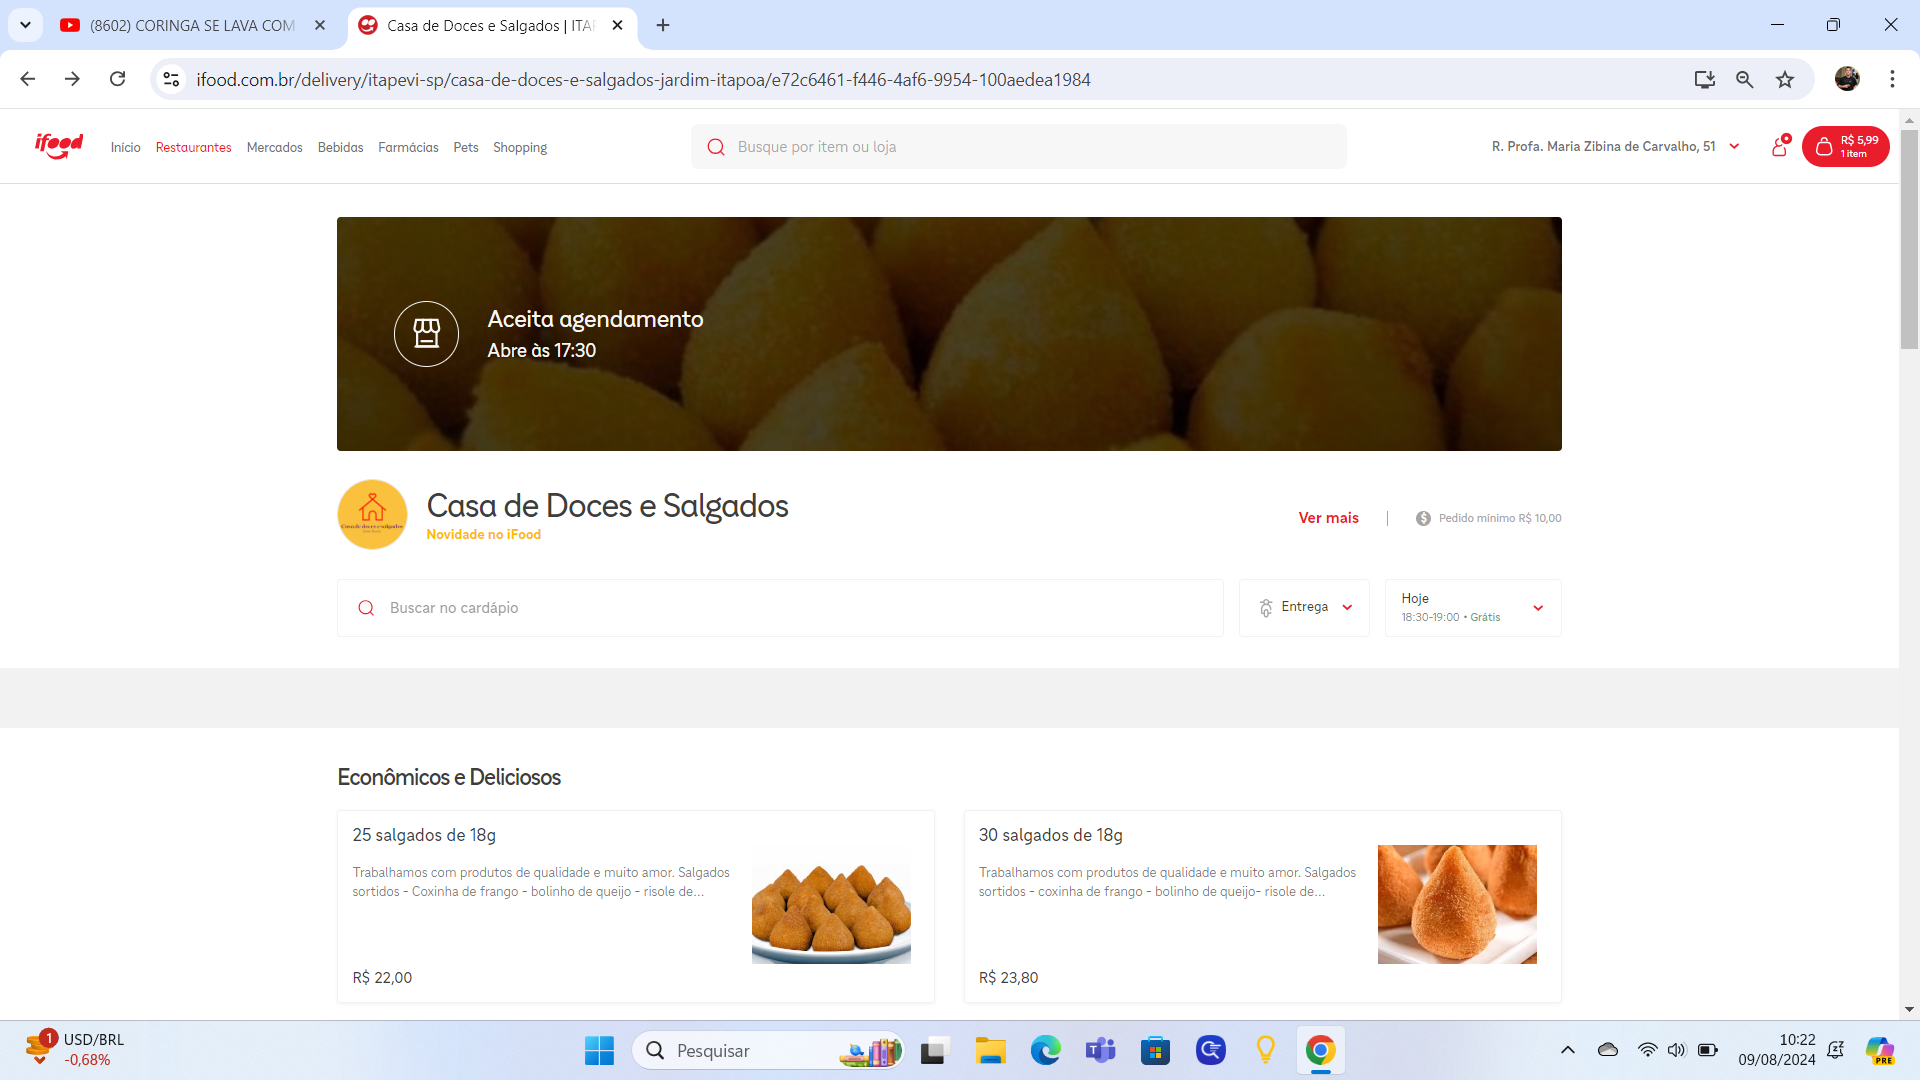 (8602) CORINGA SE LAVA COM
Casa de Doces e Salgados | ITA
ifood.com.br/delivery/itapevi-sp/casa-de-doces-e-salgados-jardim-itapoa/e72c6461-f446-4af6-9954-100aedea1984
ifood
Início Restaurantes Mercados Bebidas Farmácias Pets Shopping
Busque por item ou loja
R. Profa. Maria Zibina de Carvalho, 51
R$ 5,99
1 item
Aceita agendamento
Abre às 17:30
Casa de Doces e Salgados
Novidade no iFood
Ver mais
Pedido mínimo R$ 10,00
Buscar no cardápio
Entrega
Hoje
18:30-19:00 • Grátis
Econômicos e Deliciosos
25 salgados de 18g
Trabalhamos com produtos de qualidade e muito amor. Salgados
sortidos - Coxinha de frango - bolinho de queijo - risole de...
R$ 22,00
30 salgados de 18g
Trabalhamos com produtos de qualidade e muito amor. Salgados
sortidos - coxinha de frango - bolinho de queijo- risole de...
R$ 23,80
1
USD/BRL
-0,68%
Pesquisar
10:22
09/08/2024
PRE